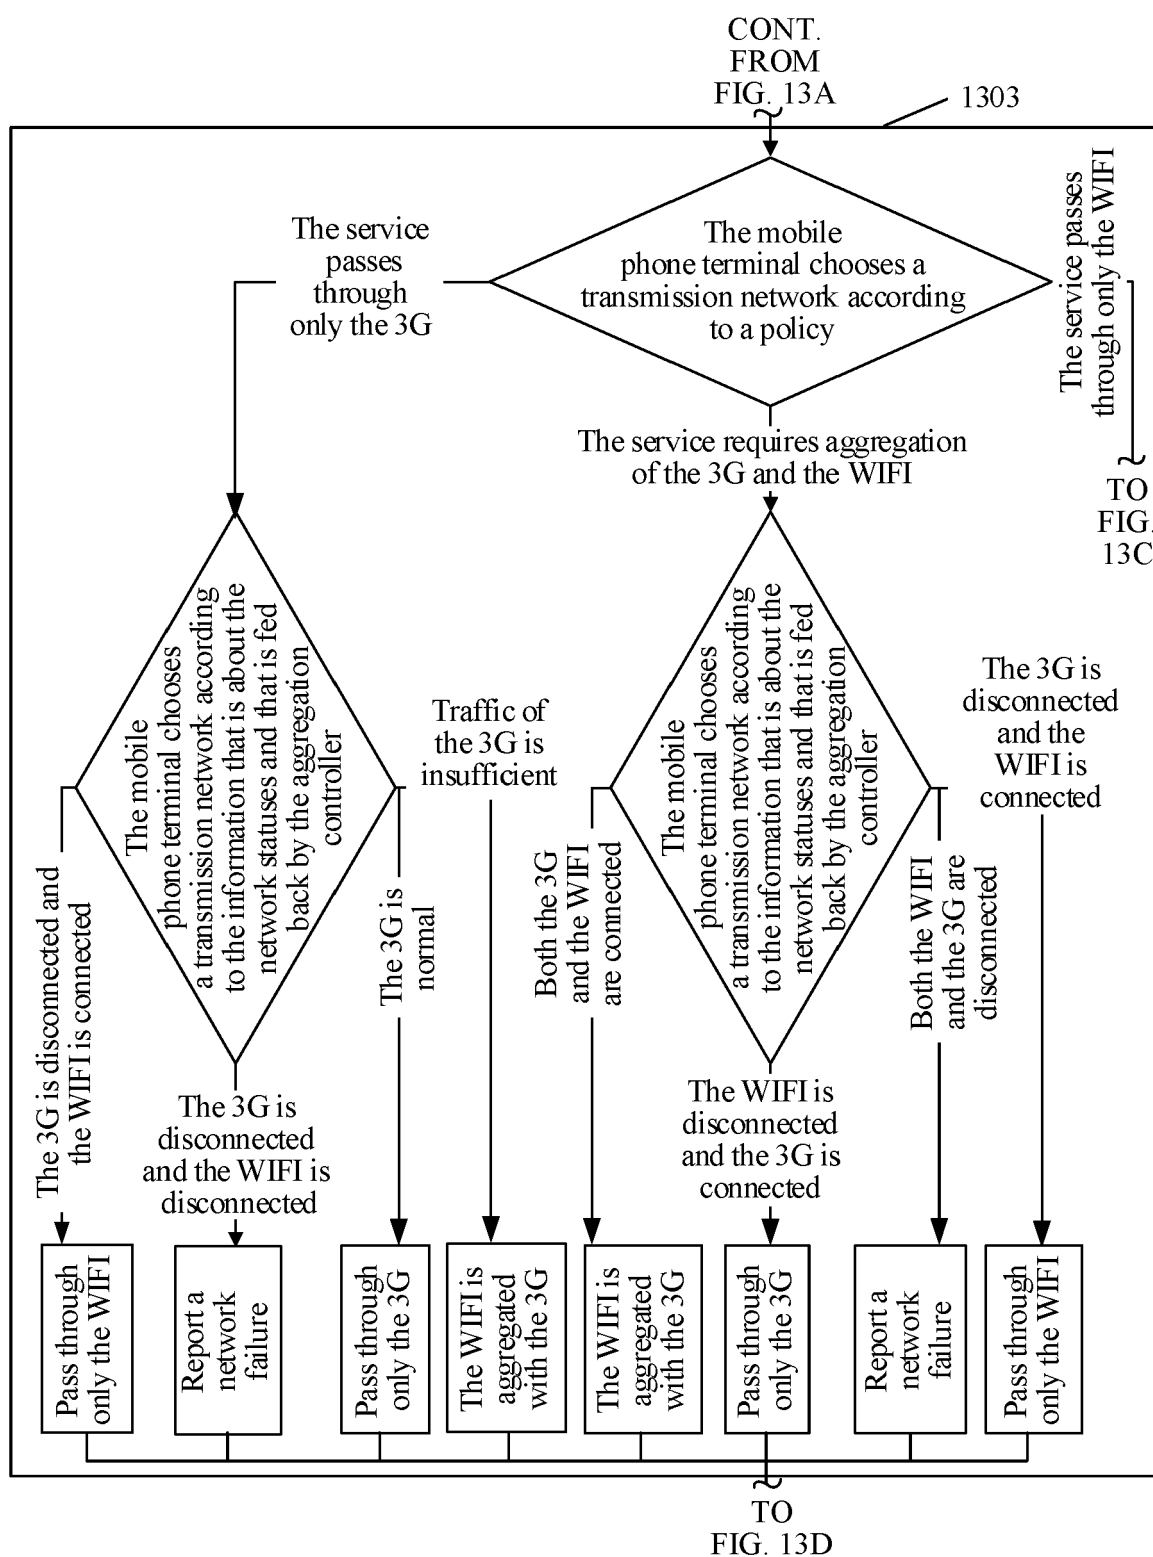 CONT.
FROM
FIG. 13A
1303
The mobile
phone terminal chooses a
transmission network according
to a policy
The service
passes
through
only the 3G
The service requires aggregation
of the 3G and the WIFI
The service passes
through only the WIFI
TO
FIG.
13C
The mobile
phone terminal chooses
a transmission network according
to the information that is about the
network statuses and that is fed
back by the aggregation
controller
The mobile
phone terminal chooses
a transmission network according
to the information that is about the
network statuses and that is fed
back by the aggregation
controller
The 3G is disconnected and
the WIFI is connected
The 3G is
disconnected
and the WIFI is
disconnected
The 3G is
normal
Traffic of
the 3G is
insufficient
Both the 3G
and the WIFI
are connected
The WIFI is
disconnected
and the 3G is
connected
Both the WIFI
and the 3G are
disconnected
The 3G is
disconnected
and the
WIFI is
connected
Pass through
only the WIFI
Report a
network
failure
Pass through
only the 3G
The WIFI is
aggregated
with the 3G
The WIFI is
aggregated
with the 3G
Pass through
only the 3G
Report a
network
failure
Pass through
only the WIFI
TO
FIG. 13D